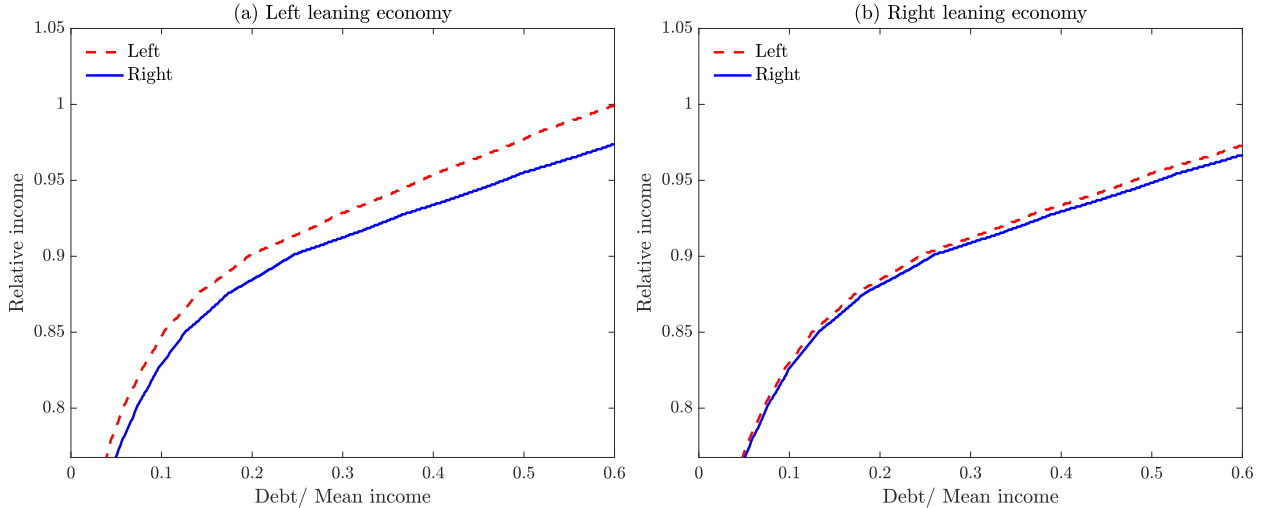 (a) Left leaning economy
1.05
1
0.95
0.9
0.85
0.8
Relative income
Left
Right
0 0.1 0.2 0.3 0.4 0.5 0.6
Debt/ Mean income
(b) Right leaning economy
1.05
1
0.95
0.9
0.85
0.8
Relative income
Left
Right
0 0.1 0.2 0.3 0.4 0.5 0.6
Debt/ Mean income